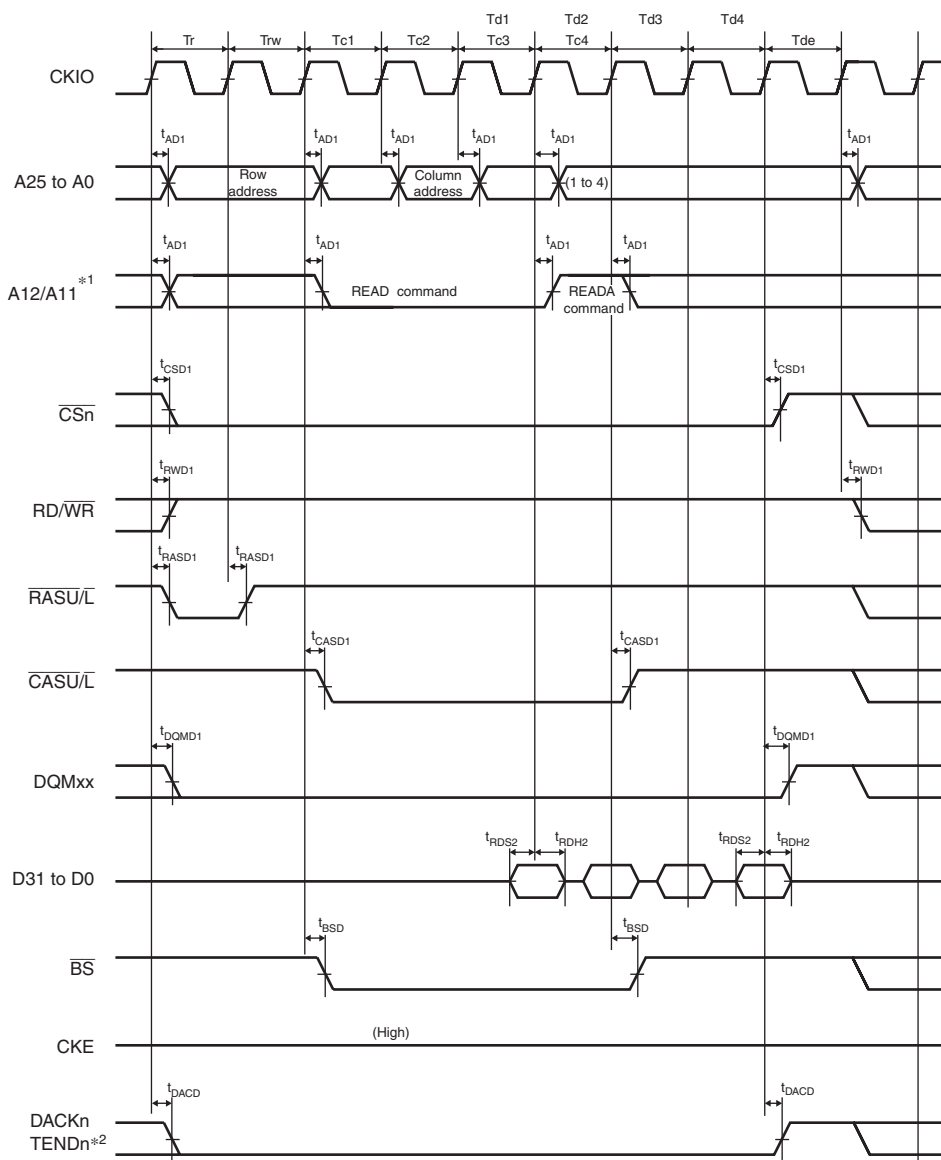 Td1 Td2 Td3 Td4
Tr Trw Tc1 Tc2 Tc3 Tc4 Tde
CKIO
tAD1 tAD1 tAD1 tAD1 tAD1 tAD1
A25 to A0
Row address
Column address
(1 to 4)
tAD1 tAD1 tAD1 tAD1
A12/A11*1
READ command
READA command
tCSD1 tCSD1
CSn
tRWD1 tRWD1
RD/WR
tRASD1 tRASD1
RASU/L
tCASD1 tCASD1
CASU/L
tDQMD1 tDQMD1
DQMxx
tRDS2 tRDH2 tRDS2 tRDH2
D31 to D0
tBSD tBSD
BS
(High)
CKE
tDACD tDACD
DACKn
TENDn*2